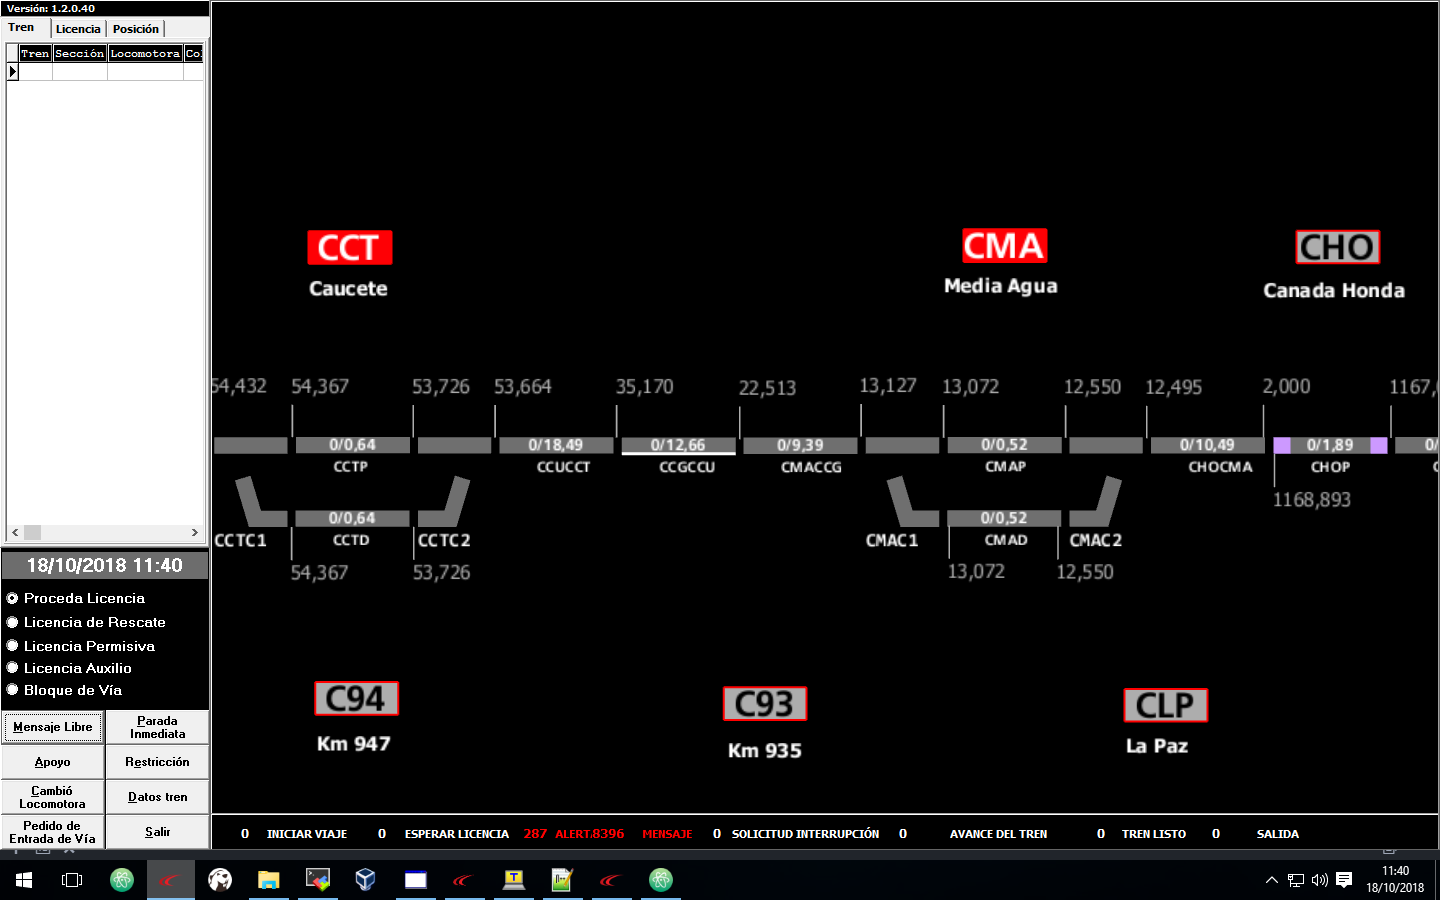 Versión: 1.2.0.40
Tren Licencia Posición
Tren Sección Locomotora Co
18/10/2018 11:40
Proceda Licencia
Licencia de Rescate
Licencia Permisiva
Licencia Auxilio
Bloque de Vía
Mensaje Libre
Parada Inmediata
Apoyo
Restricción
Cambió Locomotora
Datos tren
Pedido de Entrada de Vía
Salir
CCT
Caucete
CMA
Media Agua
CHO
Canada Honda
54,432 54,367 53,726 53,664 35,170 22,513 13,127 13,072 12,550 12,495 2,000 1167,
0/0,64 0/18,49 0/12,66 0/9,39 0/0,52 0/10,49 0/1,89 0/
CCTP CCUCCT CCGCCU CMACCG CMAP CHOCMA CHOP
1168,893
0/0,64 0/0,52
CCTC1 CCTD CCTC2 CMAC1 CMAD CMAC2
54,367 53,726 13,072 12,550
C94
Km 947
C93
Km 935
CLP
La Paz
0 INICIAR VIAJE 0 ESPERAR LICENCIA 287 ALERT. 8396 MENSAJE 0 SOLICITUD INTERRUPCIÓN 0 AVANCE DEL TREN 0 TREN LISTO 0 SALIDA
11:40
18/10/2018